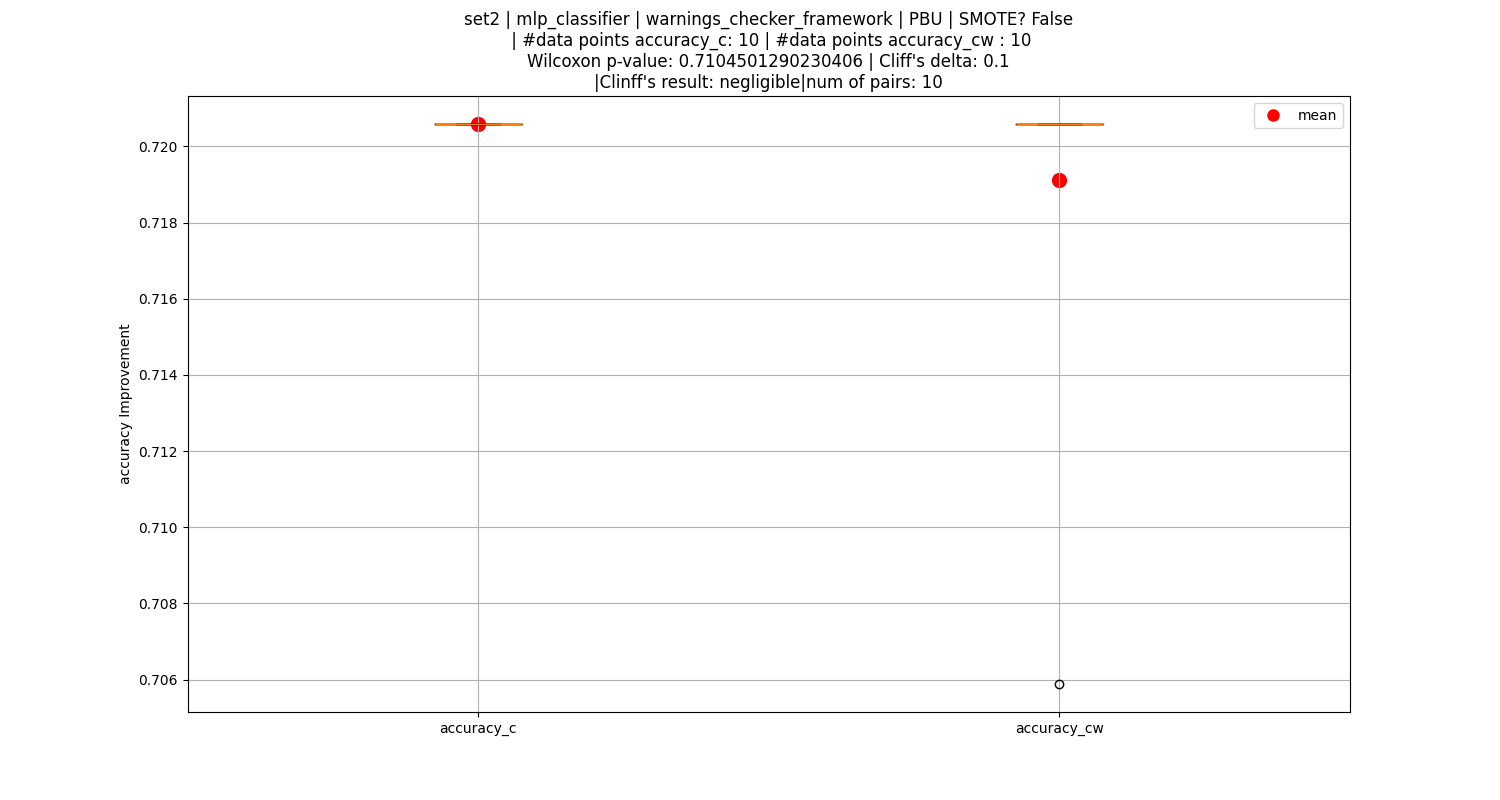 set2 | mlp_classifier | warnings_checker_framework | PBU | SMOTE? False
| #data points accuracy_c: 10 | #data points accuracy_cw : 10
Wilcoxon p-value: 0.7104501290230406 | Cliff's delta: 0.1
|Clinff's result: negligible|num of pairs: 10
mean
0.720
0.718
0.716
0.714
0.712
0.710
0.708
0.706
accuracy Improvement
accuracy_c
accuracy_cw